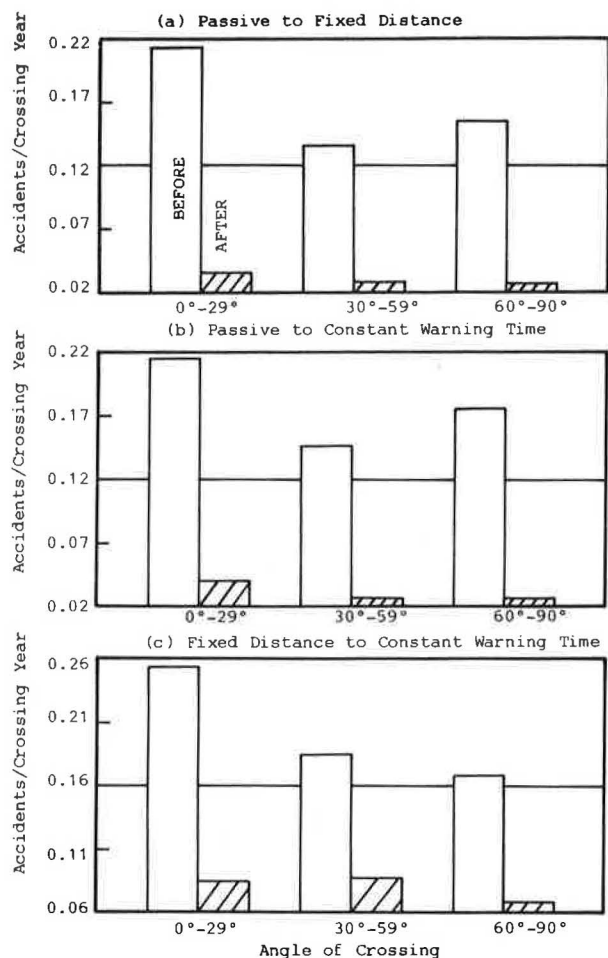 (a) Passive to Fixed Distance
Accidents/Crossing Year
0.22
0.17
0.12
0.07
0.02
BEFORE
AFTER
0°-29°
30°-59°
60°-90°
(b) Passive to Constant Warning Time
Accidents/Crossing Year
0.22
0.17
0.12
0.07
0.02
0°-29°
30°-59°
60°-90°
(c) Fixed Distance to Constant Warning Time
Accidents/Crossing Year
0.26
0.21
0.16
0.11
0.06
0°-29°
30°-59°
60°-90°
Angle of Crossing